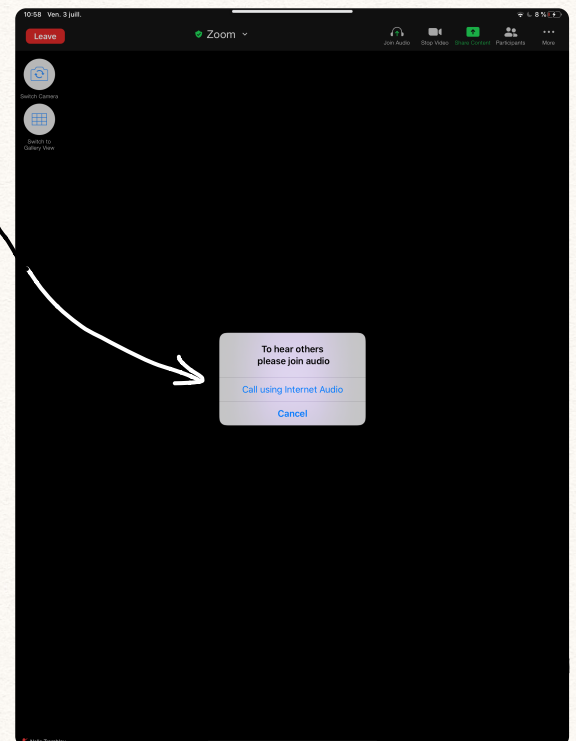 10:58 Ven. 3 juill.
8 %
Leave
Zoom
Join Audio
Stop Video
Share Content
Participants
More
Switch Camera
Switch to
Gallery View
To hear others
please join audio
Call using Internet Audio
Cancel